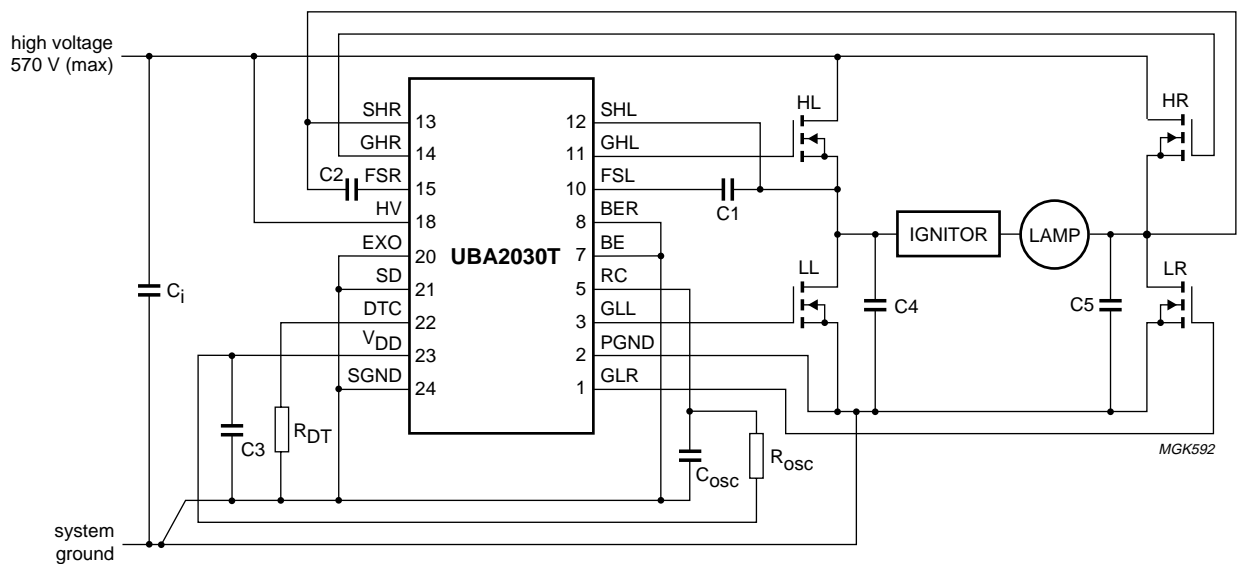 high voltage
570 V (max)
SHR
13
12
SHL
HL
HR
GHR
14
11
GHL
C2
FSR
15
10
FSL
C1
HV
18
8
BER
EXO
20
UBA2030T
7
BE
IGNITOR
LAMP
SD
21
5
RC
LL
LR
Ci
DTC
22
3
GLL
C4
C5
VDD
23
2
PGND
SGND
24
1
GLR
C3
RDT
Cosc
Rosc
MGK592
system
ground